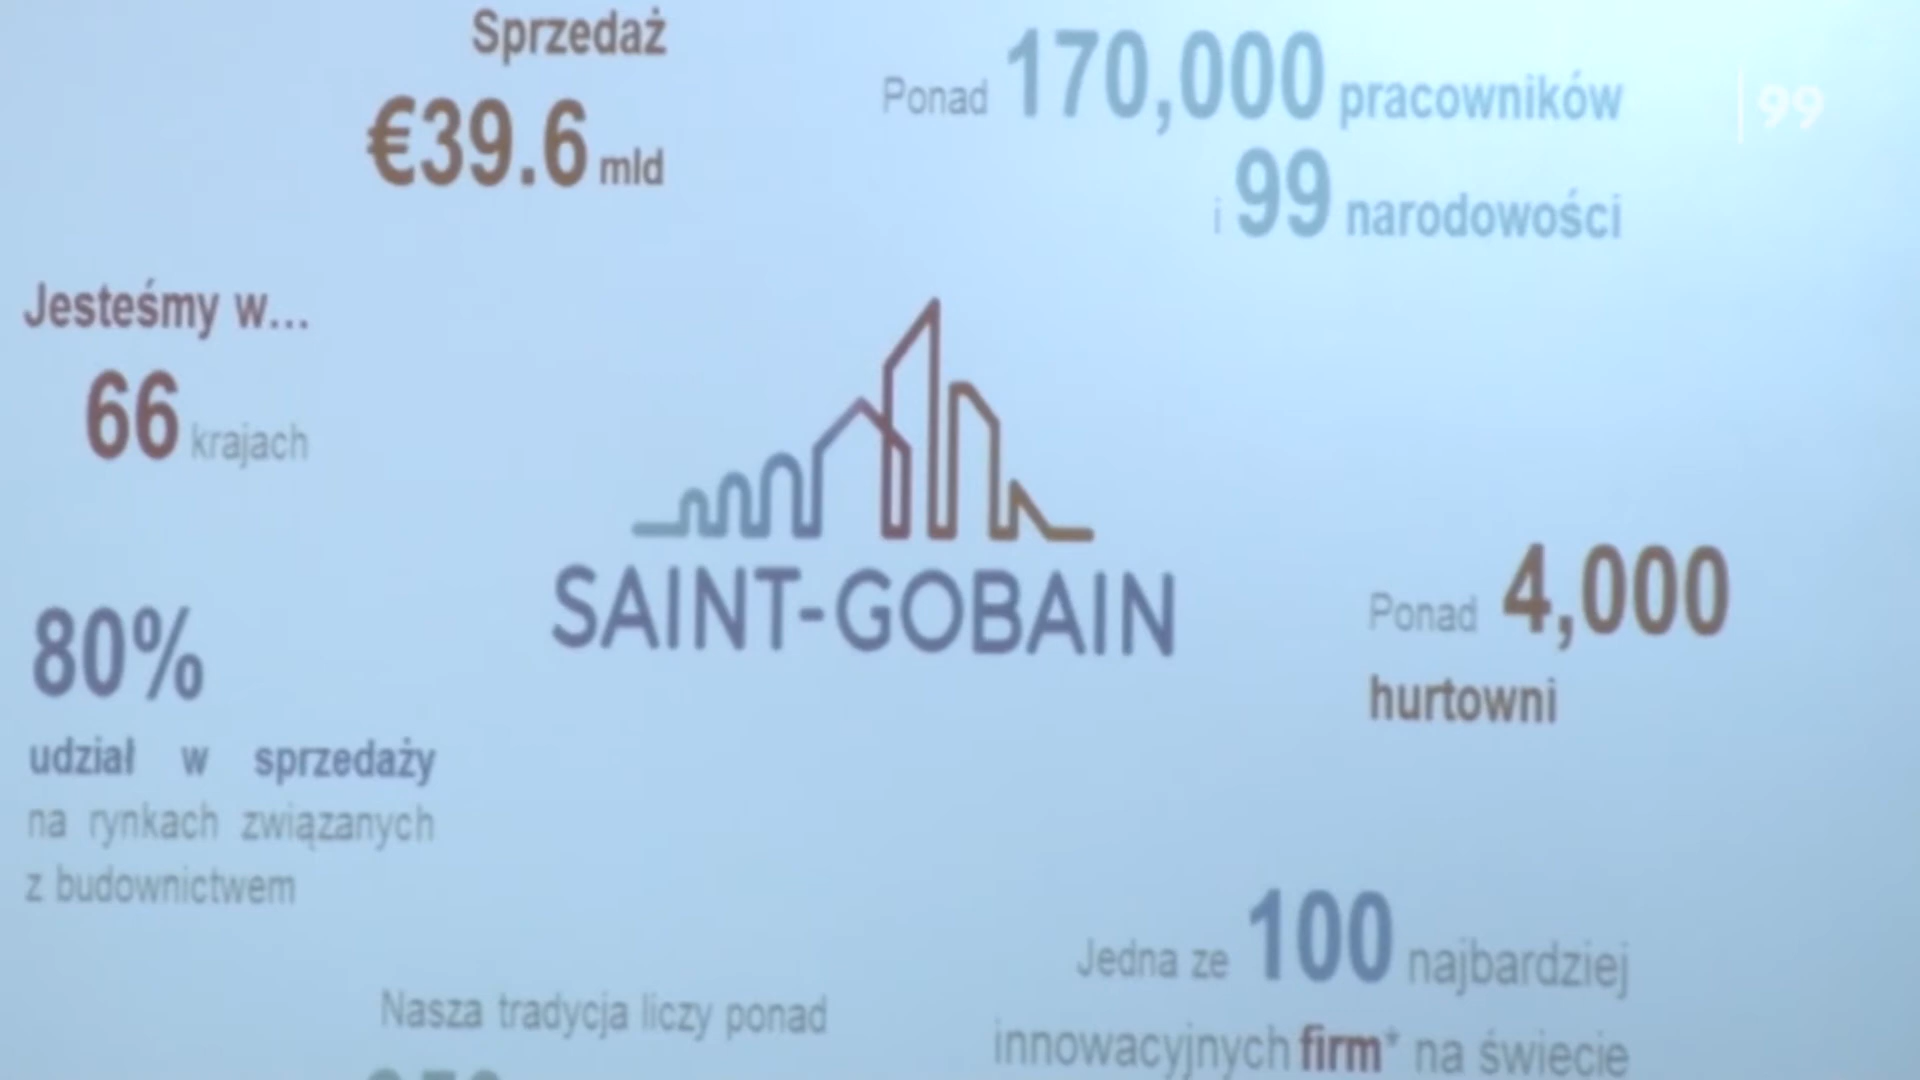 Sprzedaż
€39.6 mld
Ponad 170,000 pracowników
i 99 narodowości
99
Jesteśmy w...
66 krajach
SAINT-GOBAIN
80%
udział w sprzedaży
na rynkach związanych
z budownictwem
Ponad 4,000
hurtowni
Jedna ze 100 najbardziej
innowacyjnych firm* na świecie
Nasza tradycja liczy ponad